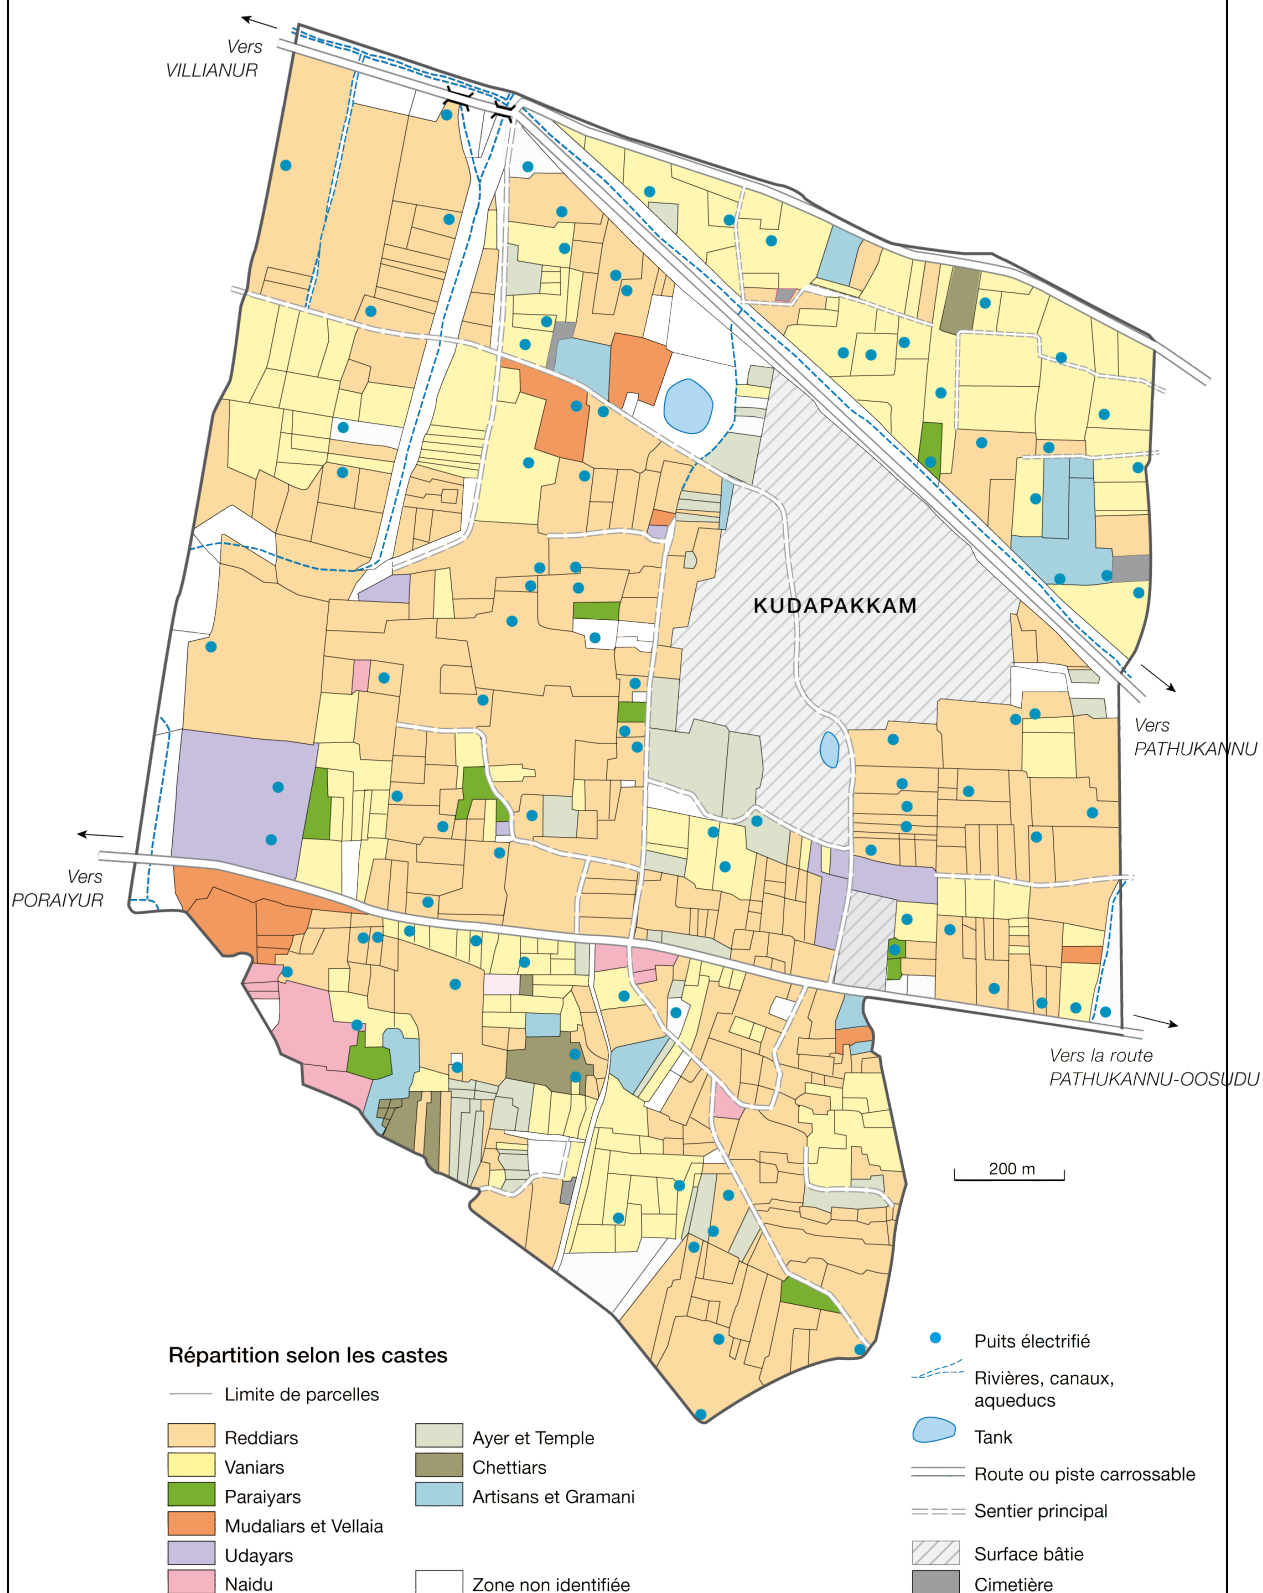 Vers
VILLIANUR
KUDAPAKKAM
Vers
PATHUKANNU
Vers
PORAIYUR
Vers la route
PATHUKANNU-OOSUDU
200 m
Répartition selon les castes
Limite de parcelles
Reddiars
Vaniars
Paraiyars
Mudaliars et Vellaia
Udayars
Naidu
Ayer et Temple
Chettiars
Artisans et Gramani
Zone non identifiée
Puits électrifié
Rivières, canaux,
aqueducs
Tank
Route ou piste carrossable
Sentier principal
Surface bâtie
Cimetière